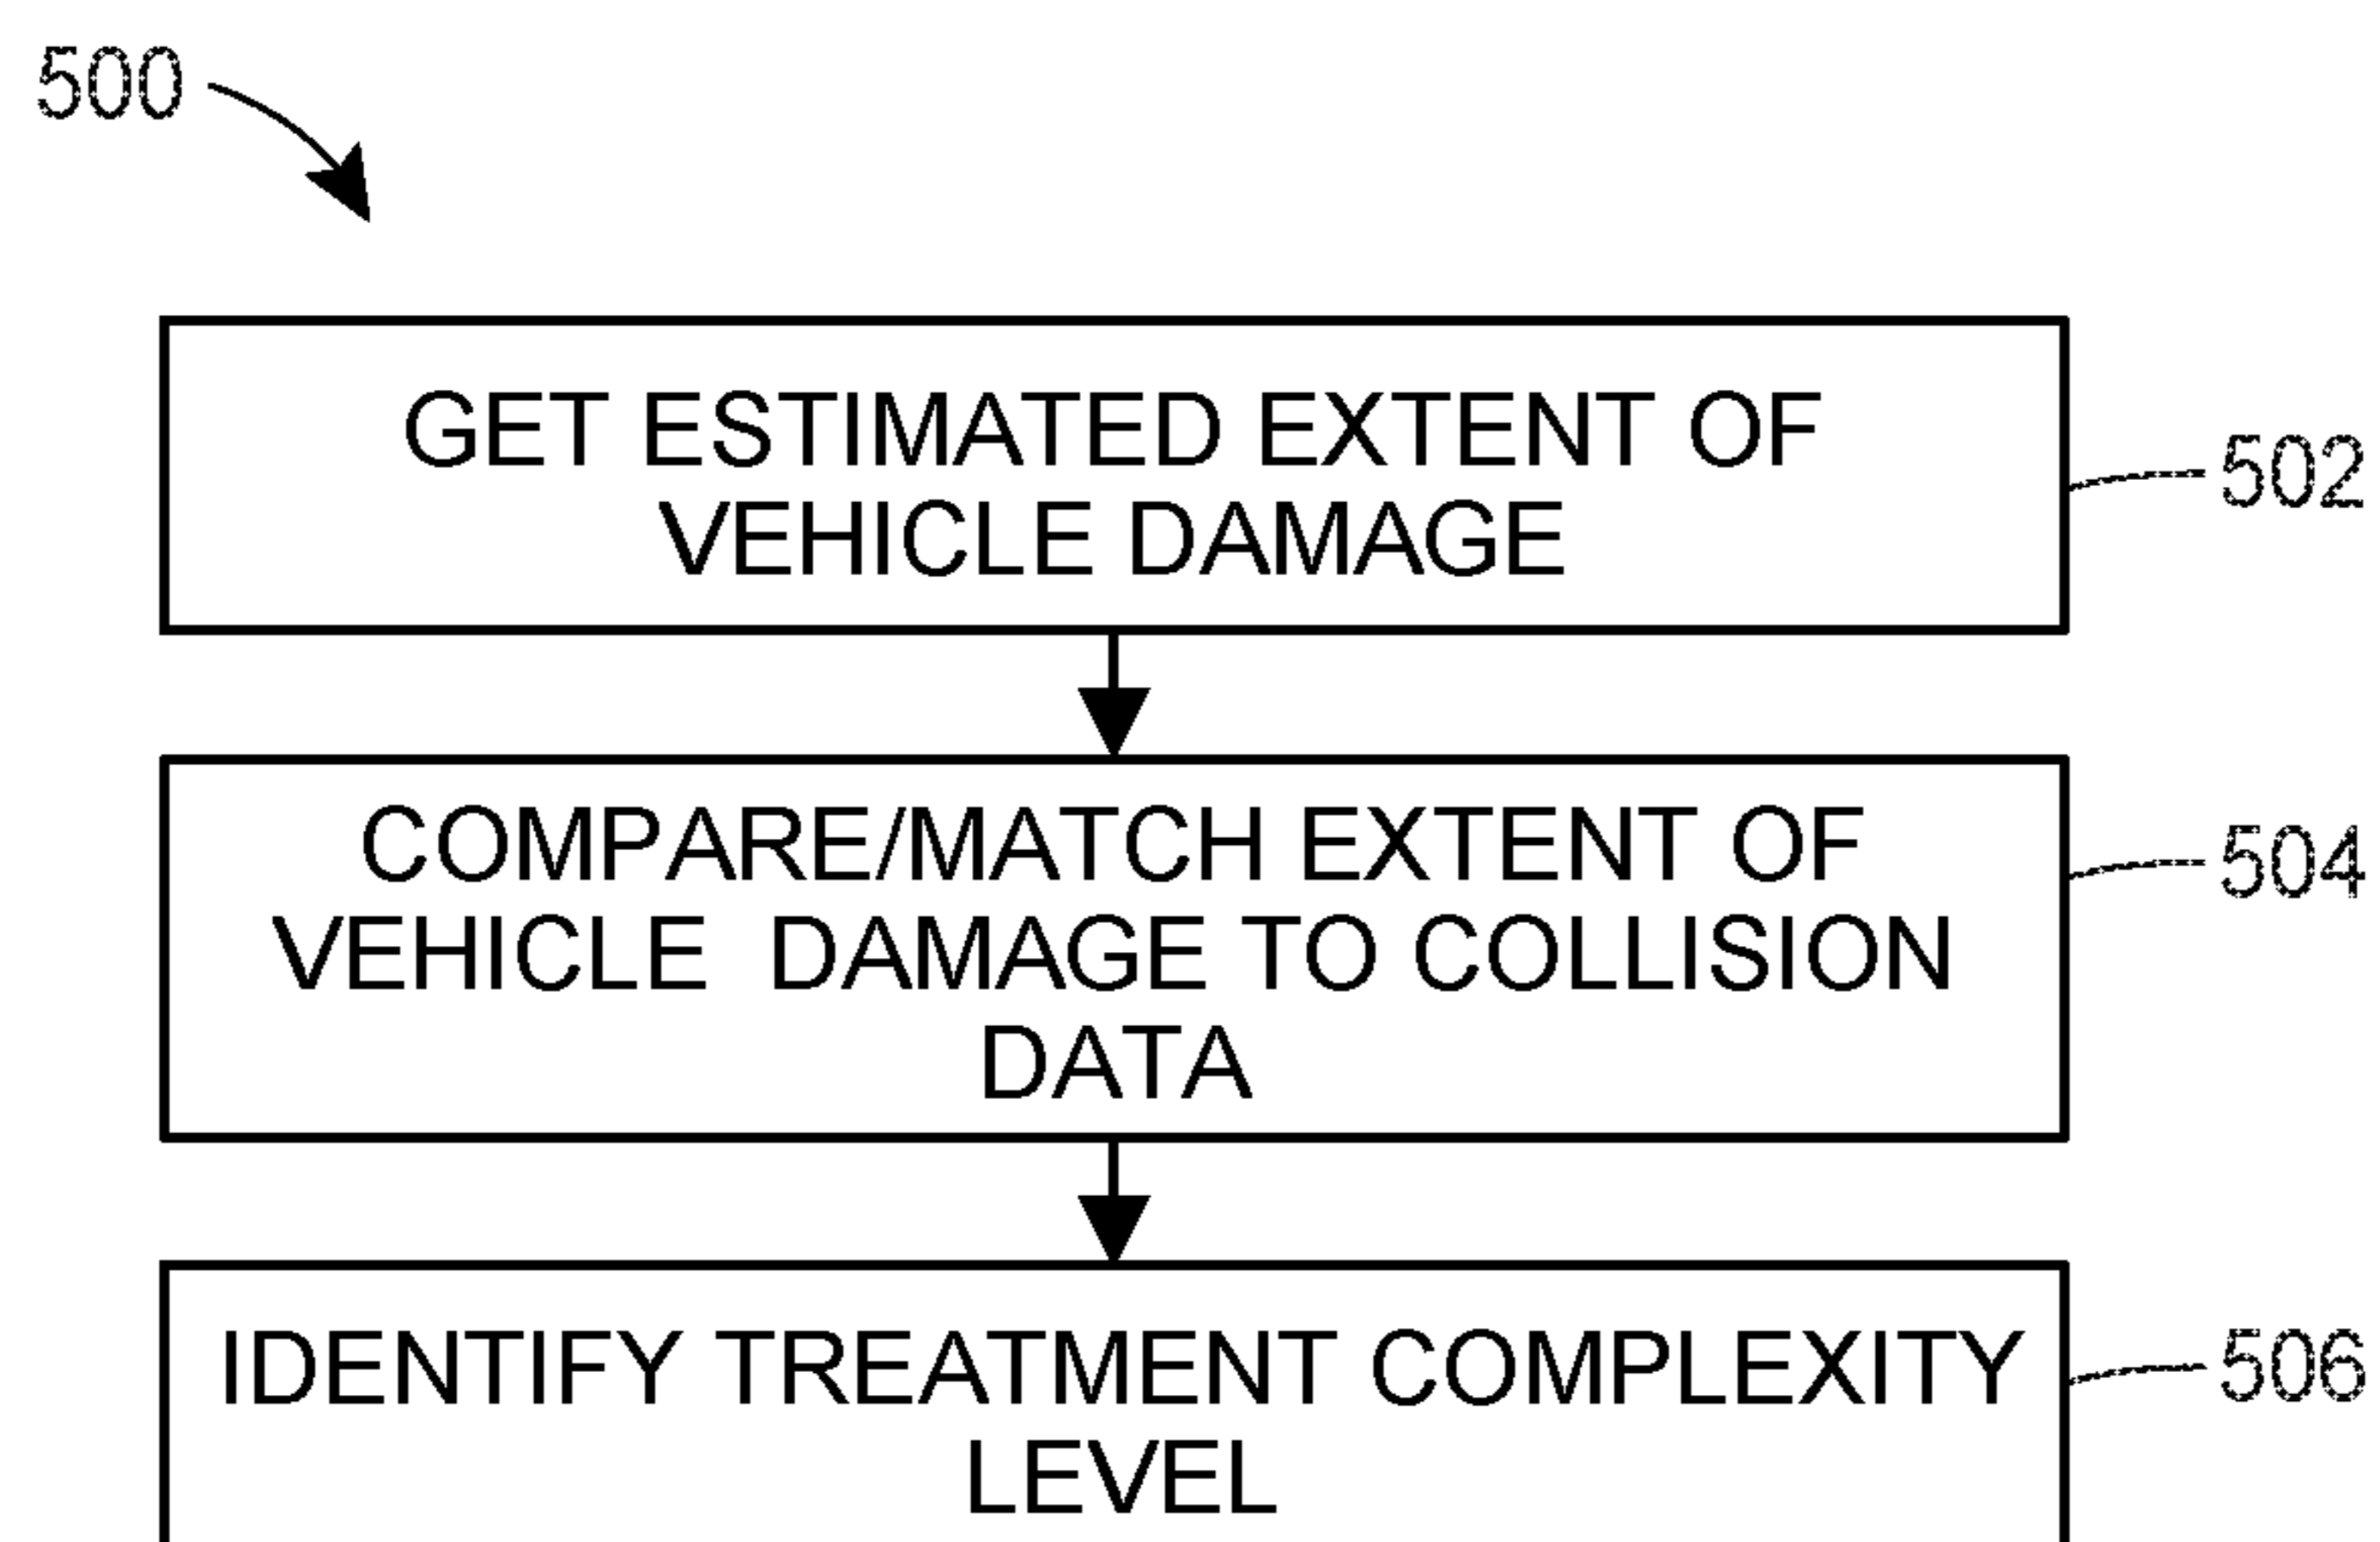 500
GET ESTIMATED EXTENT OF
VEHICLE DAMAGE
502
COMPARE/MATCH EXTENT OF
VEHICLE DAMAGE TO COLLISION
DATA
504
IDENTIFY TREATMENT COMPLEXITY
LEVEL
506